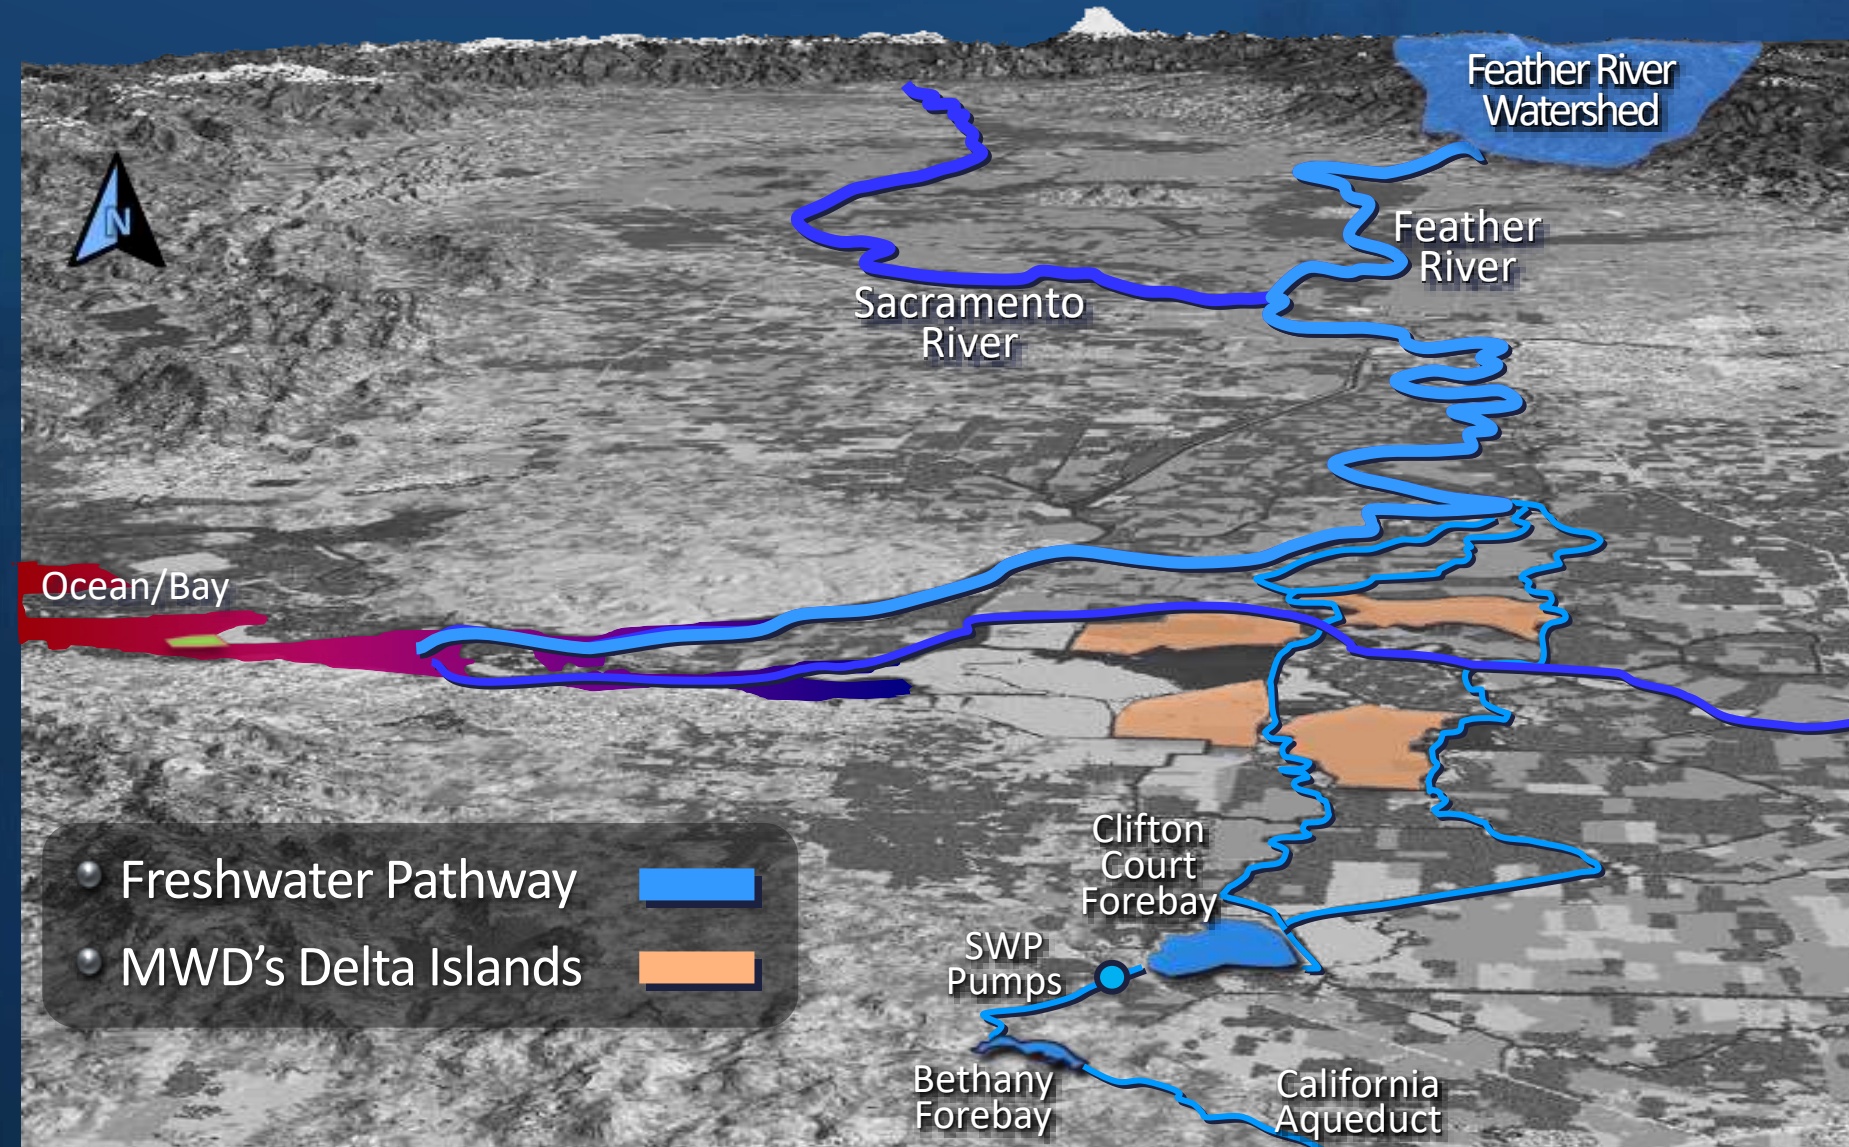 Feather River
Watershed
N
Feather
River
Sacramento
River
Ocean/Bay
Clifton
Court
Forebay
Freshwater Pathway
MWD's Delta Islands
SWP
Pumps
Bethany
Forebay
California
Aqueduct